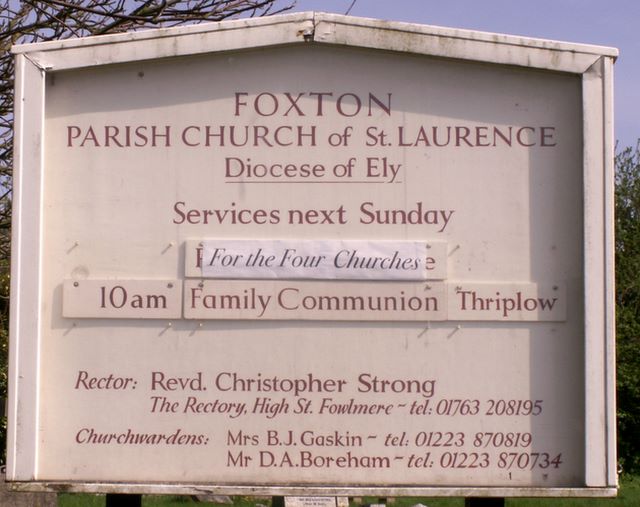 FOXTON
PARISH CHURCH of St. LAURENCE
Diocese of Ely
Services next Sunday
For the Four Churches
10am Family Communion Thriplow
Rector: Revd. Christopher Strong
The Rectory, High St. Fowlmere ~ tel: 01763 208195
Churchwardens: Mrs B.J. Gaskin ~ tel: 01223 870819
Mr D.A. Boreham ~ tel: 01223 870734